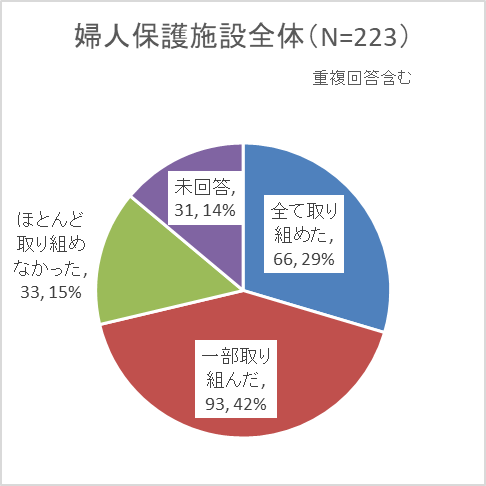 婦人保護施設全体（N=223）
重複回答含む
全て取り
組めた,
66, 29%
一部取り
組んだ,
93, 42%
ほとんど
取り組め
なかった,
33, 15%
未回答,
31, 14%